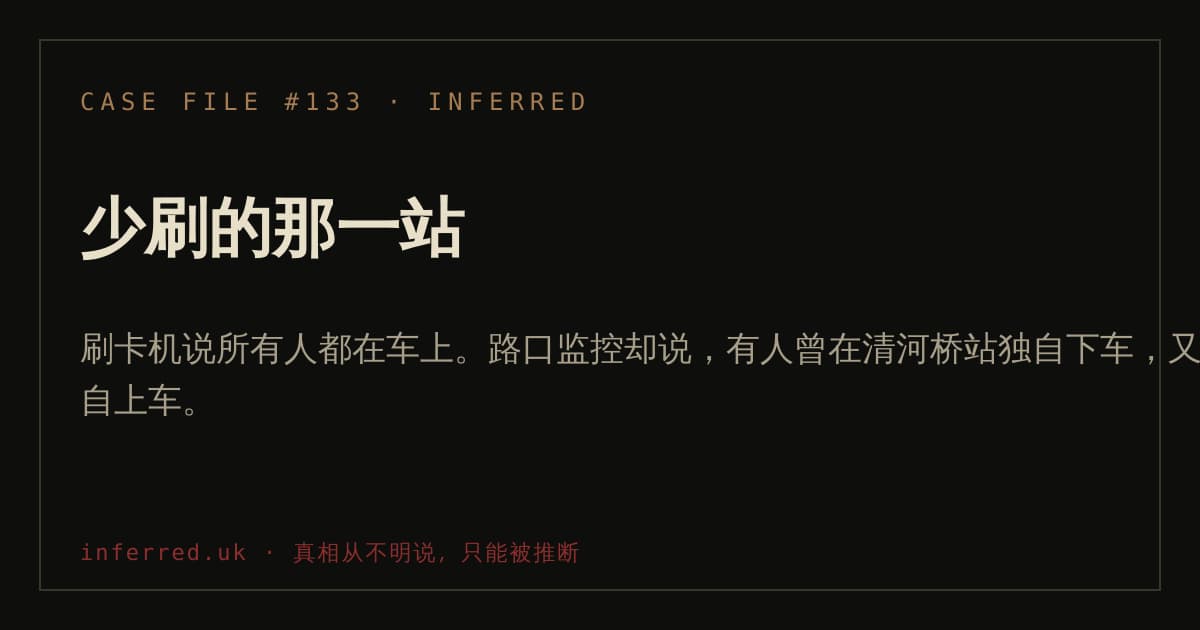 CASE FILE #133 · INFERRED
少刷的那一站
刷卡机说所有人都在车上。路口监控却说，有人曾在清河桥站独自下车，又
自上车。
inferred.uk · 真相从不明说，只能被推断